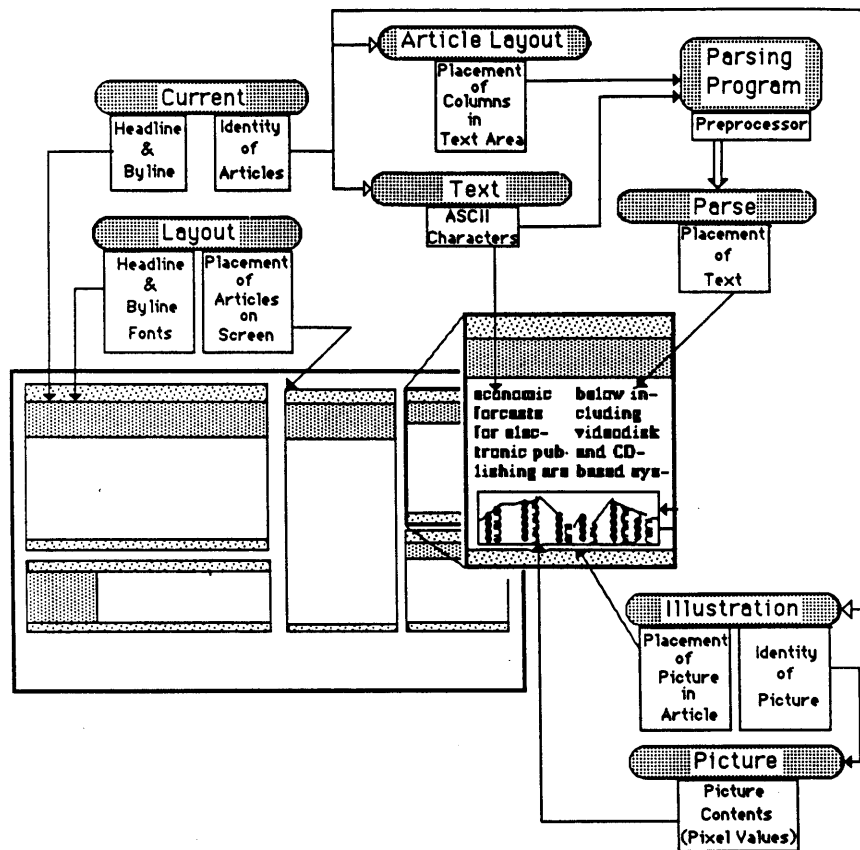 Article Layout
Placement
of
Columns
in
Text Area
Parsing
Program
Preprocessor
Current
Headline
&
Byline
Identity
of
Articles
Text
ASCII
Characters
Parse
Placement
of
Text
Layout
Headline
&
Byline
Fonts
Placement
of
Articles
on
Screen
economic
forecasts
for elec-
tronic pub-
lishing are
below in-
cluding
videodisk
and CD-
based sys-
Illustration
Placement
of
Picture
in
Article
Identity
of
Picture
Picture
Picture
Contents
(Pixel Values)